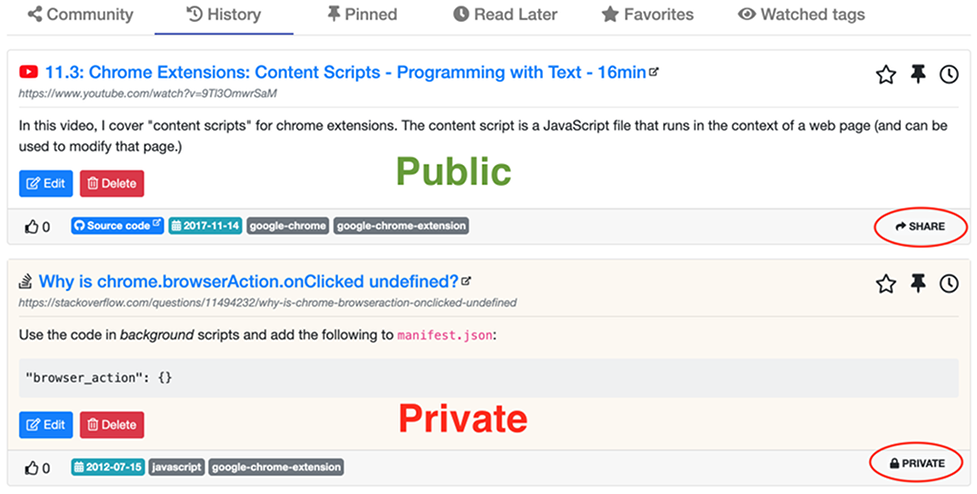 Community History Pinned Read Later Favorites Watched tags
11.3: Chrome Extensions: Content Scripts - Programming with Text - 16min
https://www.youtube.com/watch?v=9Tl3OmwrSaM
In this video, I cover "content scripts" for chrome extensions. The content script is a JavaScript file that runs in the context of a web page (and can be
used to modify that page.)
Public
Edit Delete
0 Source code 2017-11-14 google-chrome google-chrome-extension SHARE
Why is chrome.browserAction.onClicked undefined?
https://stackoverflow.com/questions/11494232/why-is-chrome-browseraction-onclicked-undefined
Use the code in background scripts and add the following to manifest.json:
"browser_action": {}
Private
Edit Delete
0 2012-07-15 javascript google-chrome-extension PRIVATE